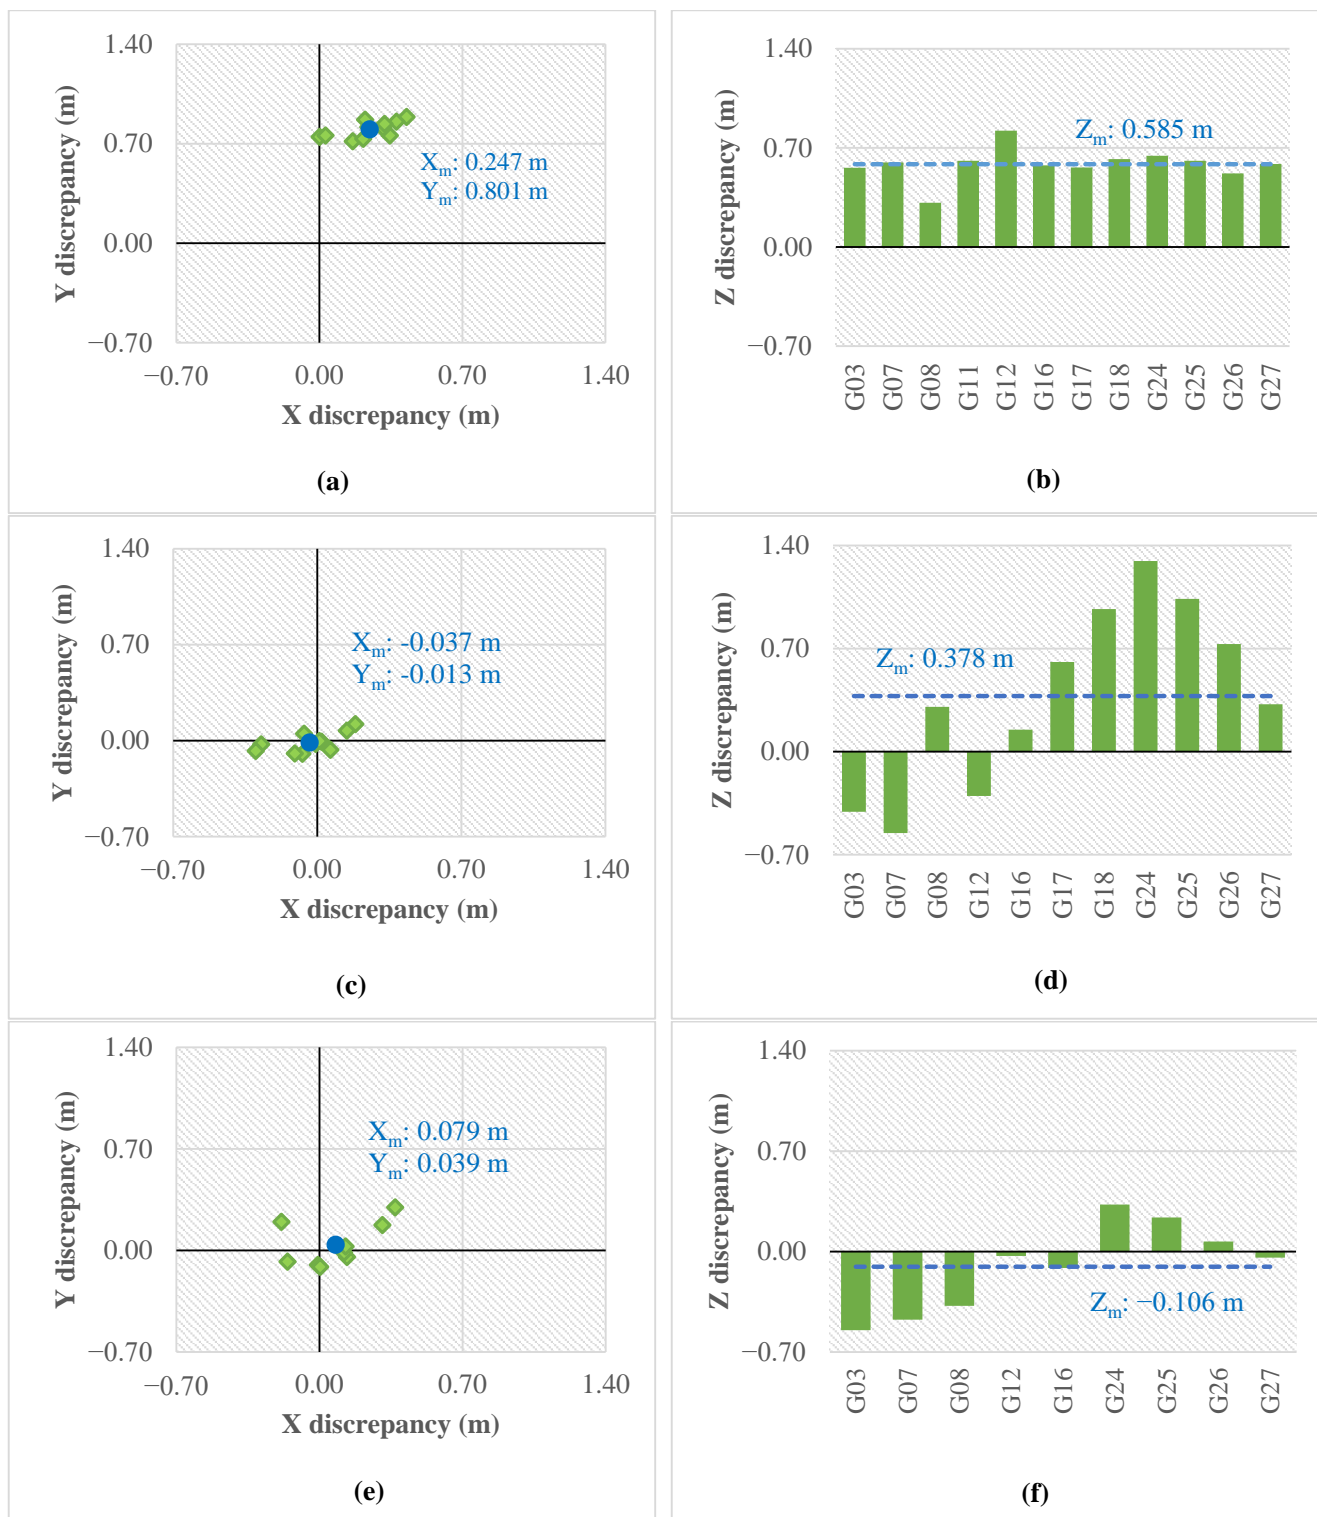 1.40
0.70
0.00
−0.70
Y discrepancy (m)
Xm: 0.247 m
Ym: 0.801 m
−0.70 0.00 0.70 1.40
X discrepancy (m)
(a)
1.40
0.70
0.00
−0.70
Z discrepancy (m)
Zm: 0.585 m
G03 G07 G08 G11 G12 G16 G17 G18 G24 G25 G26 G27
(b)
1.40
0.70
0.00
−0.70
Y discrepancy (m)
Xm: -0.037 m
Ym: -0.013 m
−0.70 0.00 0.70 1.40
X discrepancy (m)
(c)
1.40
0.70
0.00
−0.70
Z discrepancy (m)
Zm: 0.378 m
G03 G07 G08 G12 G16 G17 G18 G24 G25 G26 G27
(d)
1.40
0.70
0.00
−0.70
Y discrepancy (m)
Xm: 0.079 m
Ym: 0.039 m
−0.70 0.00 0.70 1.40
X discrepancy (m)
(e)
1.40
0.70
0.00
−0.70
Z discrepancy (m)
Zm: −0.106 m
G03 G07 G08 G12 G16 G24 G25 G26 G27
(f)